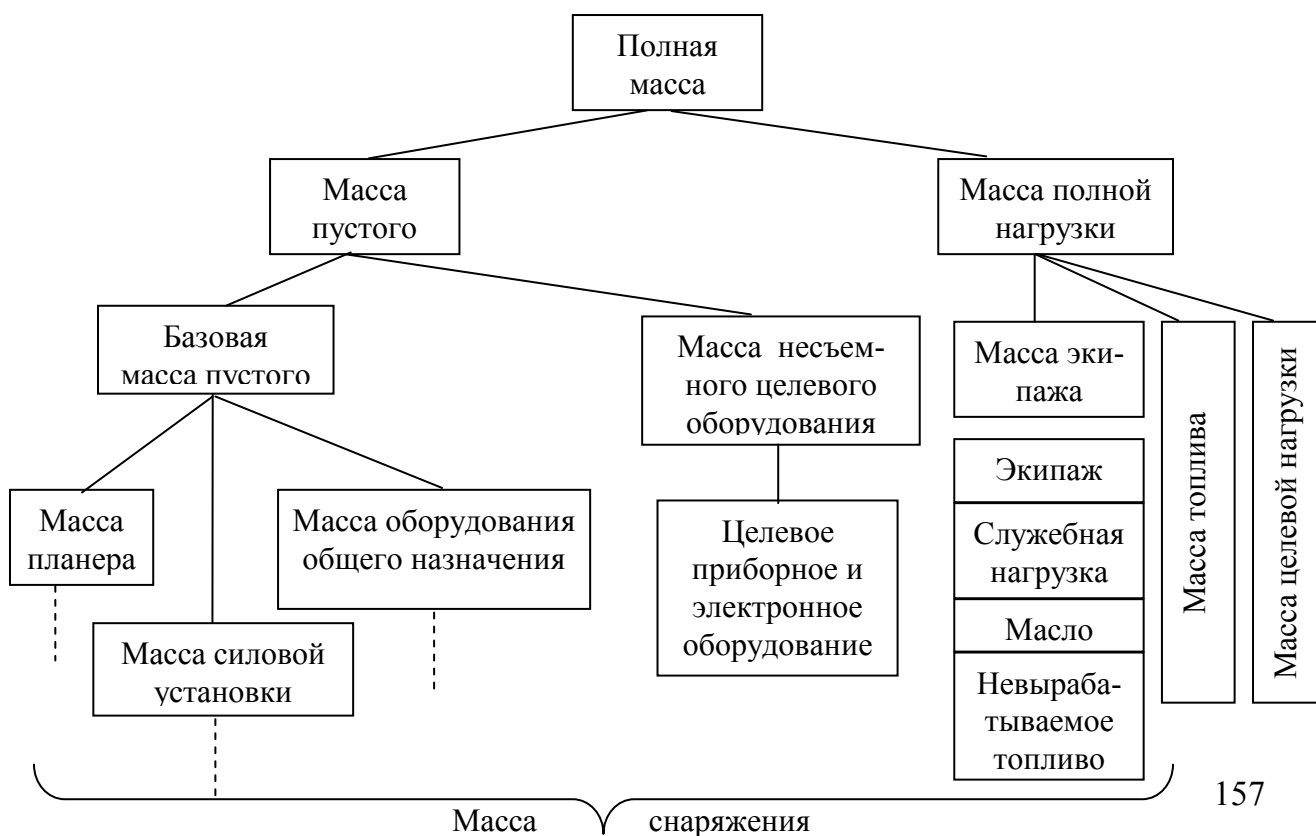 Полная
масса
Масса
пустого
Масса полной
нагрузки
Базовая
масса пустого
Масса несъем-
ного целевого
оборудования
Масса эки-
пажа
Масса топлива
Масса целевой нагрузки
Масса
планера
Масса оборудования
общего назначения
Целевое
приборное и
электронное
оборудование
Экипаж
Служебная
нагрузка
Масло
Невыраба-
тываемое
топливо
Масса силовой
установки
Масса снаряжения
157